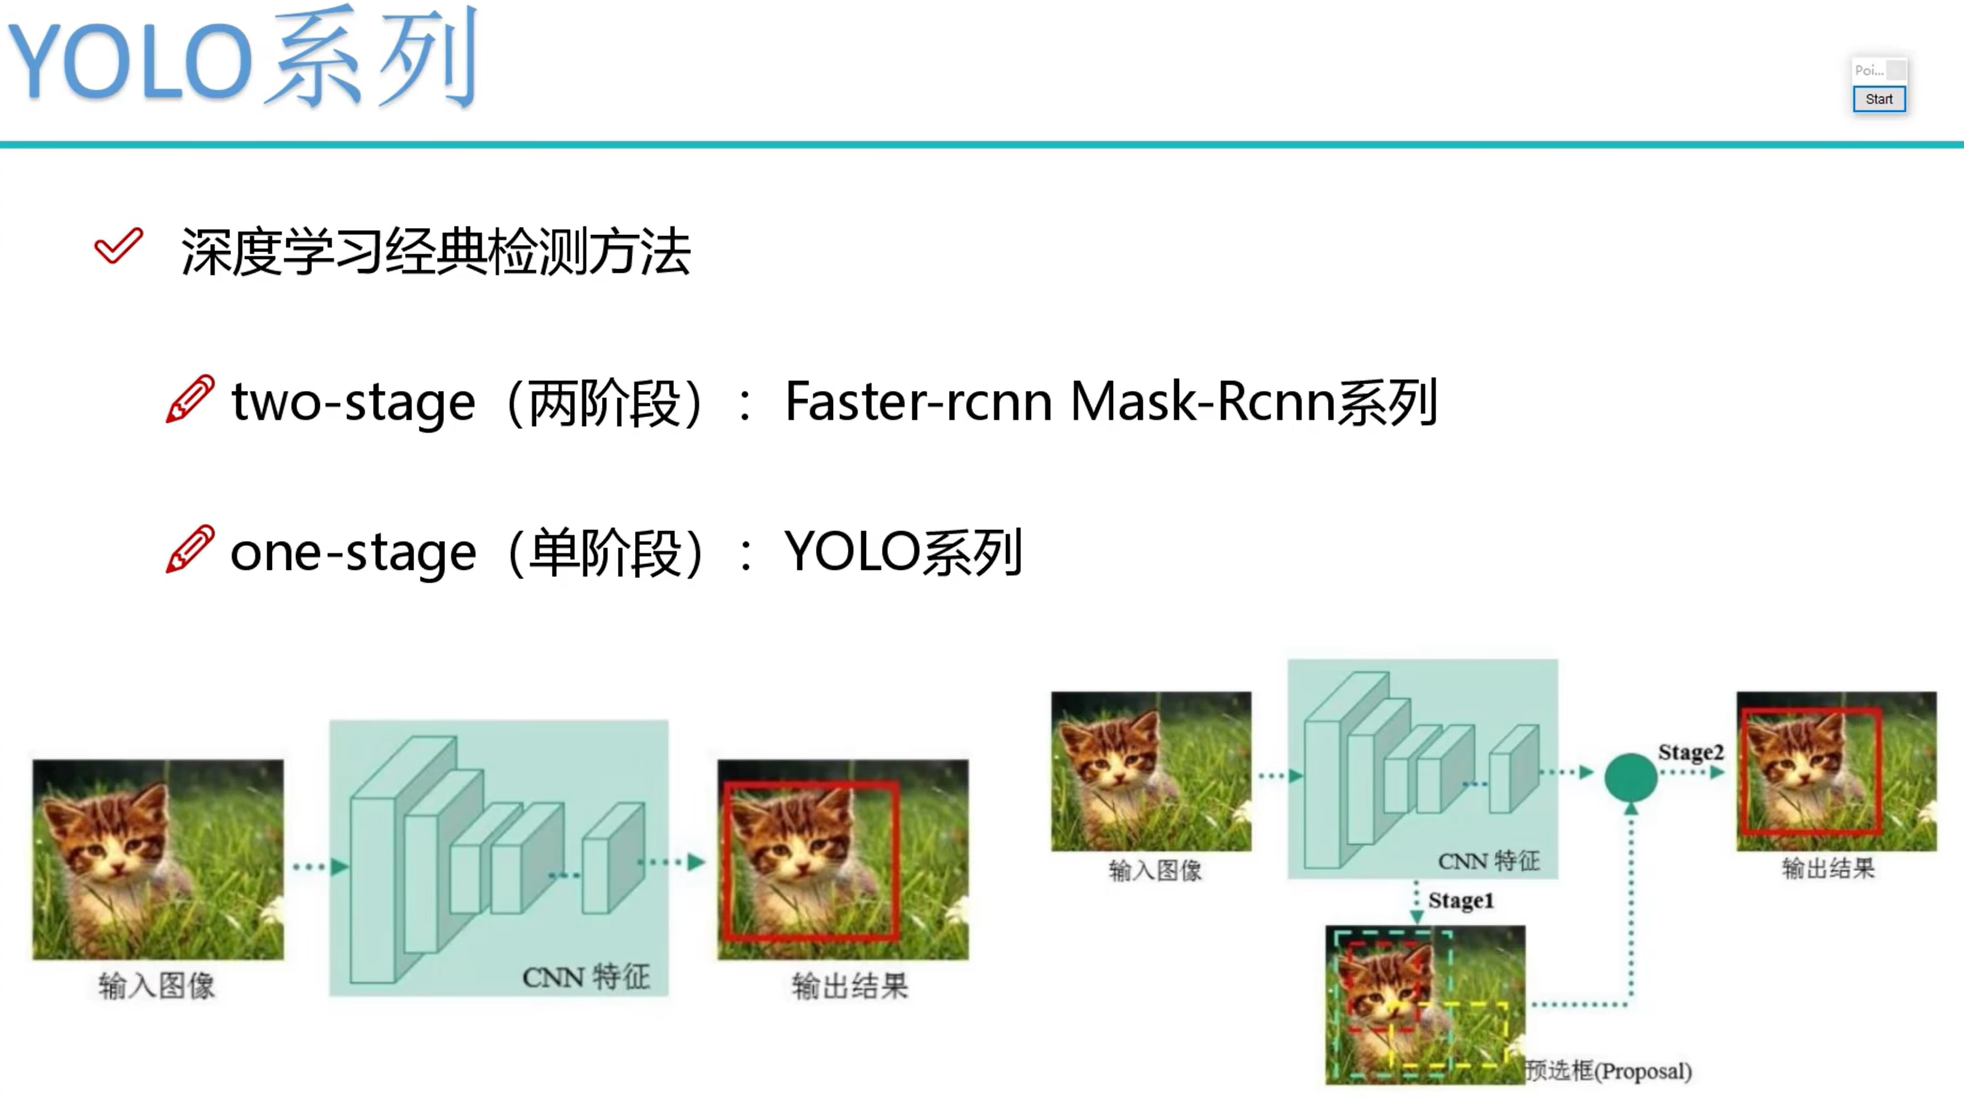 YOLO系列
Poi...
Start
深度学习经典检测方法
two-stage（两阶段）：Faster-rcnn Mask-Rcnn系列
one-stage（单阶段）：YOLO系列
输入图像
CNN 特征
输出结果
输入图像
CNN 特征
Stage1
Stage2
输出结果
预选框(Proposal)